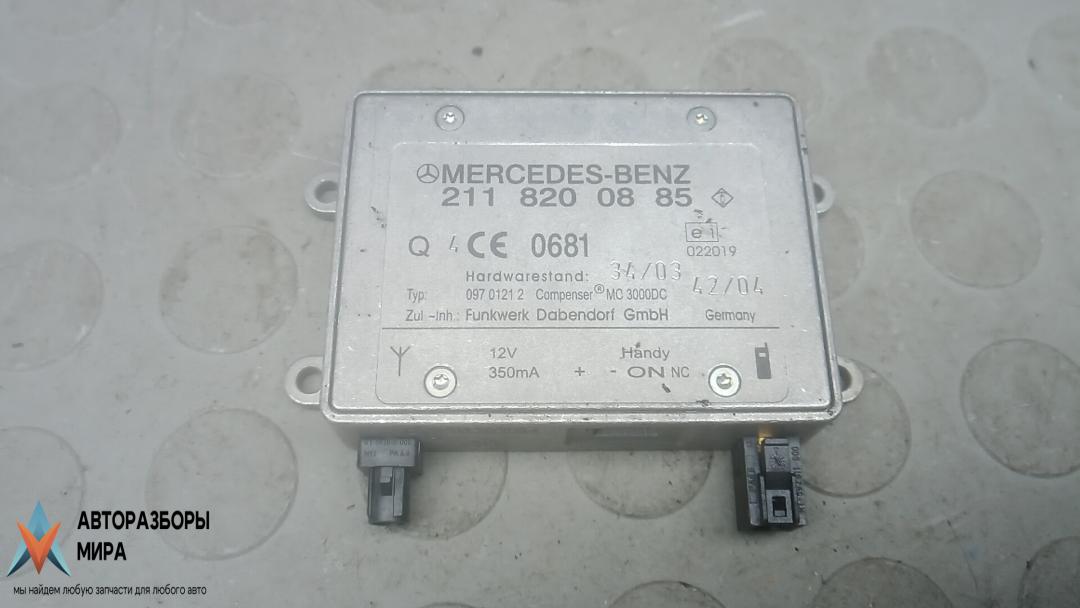 MERCEDES-BENZ
211 820 08 85
Q 4 CE 0681 e1
022019
Hardwarestand: 34/03 42/04
Typ: 097 0121 2 Compenser® MC 3000DC
Zul -Inh.: Funkwerk Dabendorf GmbH Germany
12V Handy
350mA + - ON NC
АВТОРАЗБОРЫ
МИРА
мы найдем любую запчасти для любого авто